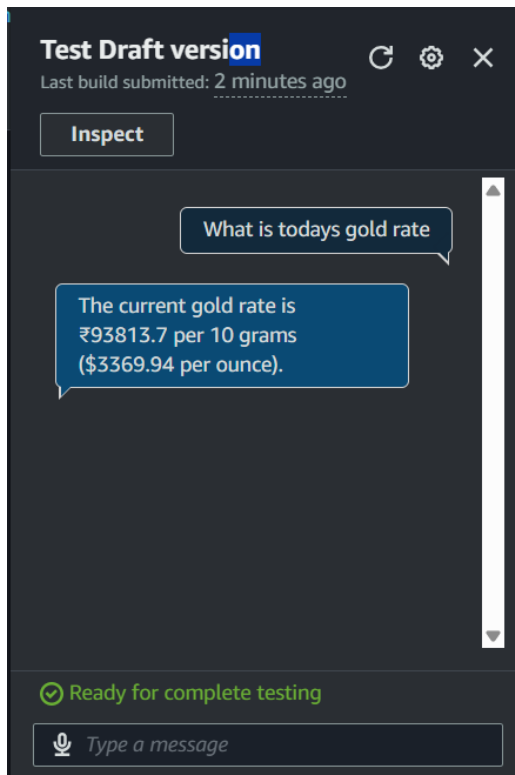 Test Draft version
Last build submitted: 2 minutes ago
Inspect
What is todays gold rate
The current gold rate is
₹93813.7 per 10 grams
($3369.94 per ounce).
Ready for complete testing
Type a message